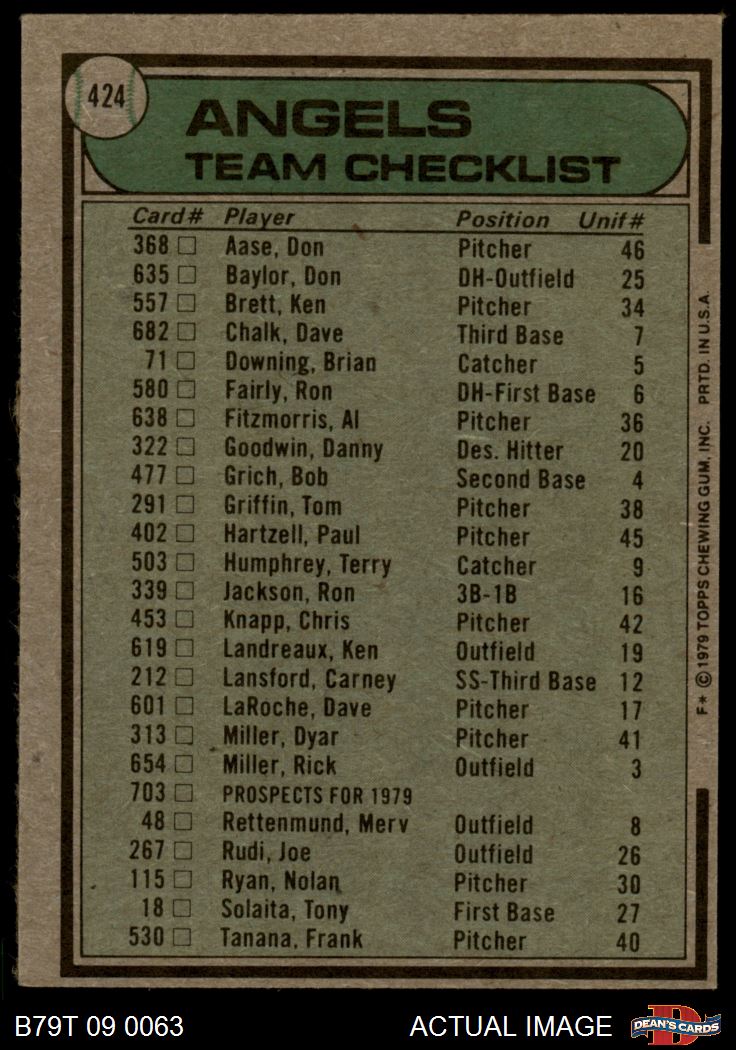 424
ANGELS
TEAM CHECKLIST
Card# Player Position Unif#
368 □ Aase, Don Pitcher 46
635 □ Baylor, Don DH-Outfield 25
557 □ Brett, Ken Pitcher 34
682 □ Chalk, Dave Third Base 7
71 □ Downing, Brian Catcher 5
580 □ Fairly, Ron DH-First Base 6
638 □ Fitzmorris, Al Pitcher 36
322 □ Goodwin, Danny Des. Hitter 20
477 □ Grich, Bob Second Base 4
291 □ Griffin, Tom Pitcher 38
402 □ Hartzell, Paul Pitcher 45
503 □ Humphrey, Terry Catcher 9
339 □ Jackson, Ron 3B-1B 16
453 □ Knapp, Chris Pitcher 42
619 □ Landreaux, Ken Outfield 19
212 □ Lansford, Carney SS-Third Base 12
601 □ LaRoche, Dave Pitcher 17
313 □ Miller, Dyar Pitcher 41
654 □ Miller, Rick Outfield 3
703 □ PROSPECTS FOR 1979
48 □ Rettenmund, Merv Outfield 8
267 □ Rudi, Joe Outfield 26
115 □ Ryan, Nolan Pitcher 30
18 □ Solaita, Tony First Base 27
530 □ Tanana, Frank Pitcher 40
F* © 1979 TOPPS CHEWING GUM, INC. PRTD. IN U.S.A.
B79T 09 0063 ACTUAL IMAGE
D
DEAN'S CARDS